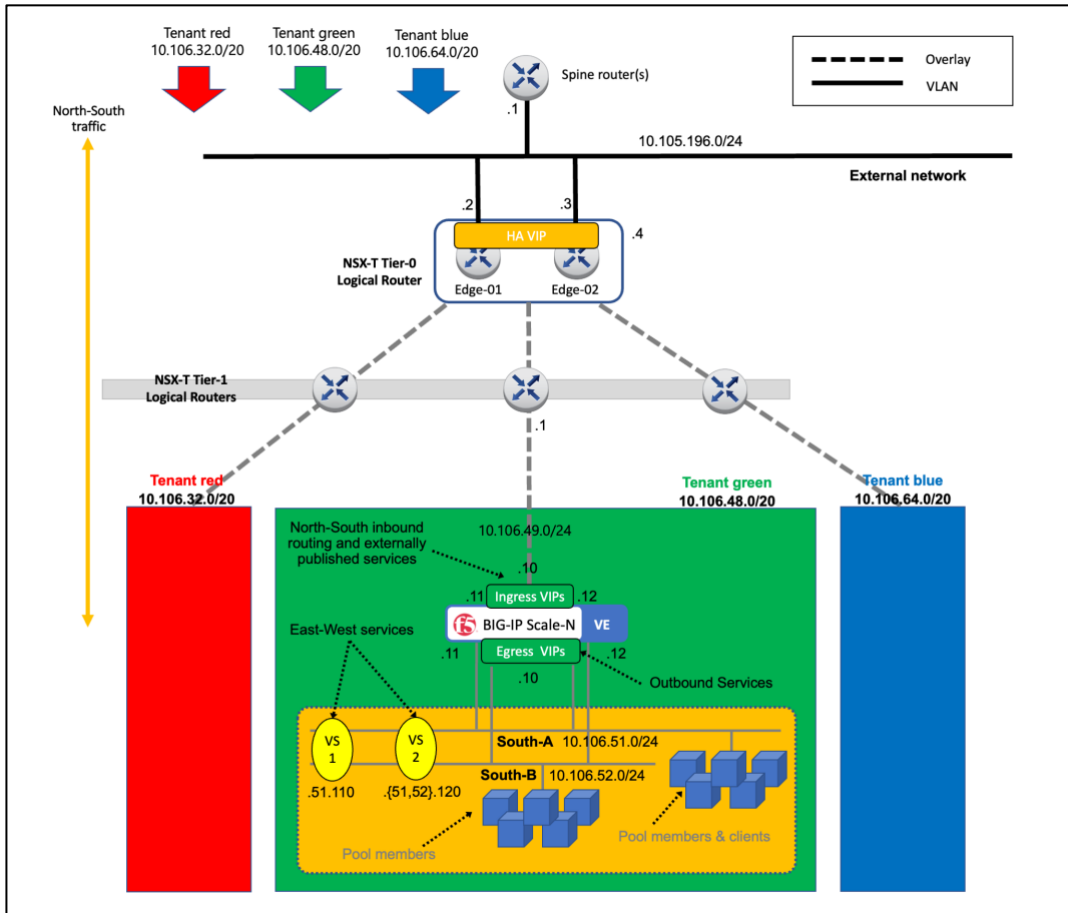 Tenant red
10.106.32.0/20
Tenant green
10.106.48.0/20
Tenant blue
10.106.64.0/20
Spine router(s)
Overlay
VLAN
North-South
traffic
.1
10.105.196.0/24
External network
.2
.3
HA VIP
.4
NSX-T Tier-0
Logical Router
Edge-01
Edge-02
NSX-T Tier-1
Logical Routers
.1
Tenant red
10.106.32.0/20
Tenant green
10.106.48.0/20
Tenant blue
10.106.64.0/20
North-South inbound
routing and externally
published services
10.106.49.0/24
.10
.11
Ingress VIPs
.12
f5
BIG-IP Scale-N
VE
East-West services
.11
Egress VIPs
.12
.10
Outbound Services
VS
1
VS
2
South-A
10.106.51.0/24
South-B
10.106.52.0/24
.51.110
.{51,52}.120
Pool members
Pool members & clients